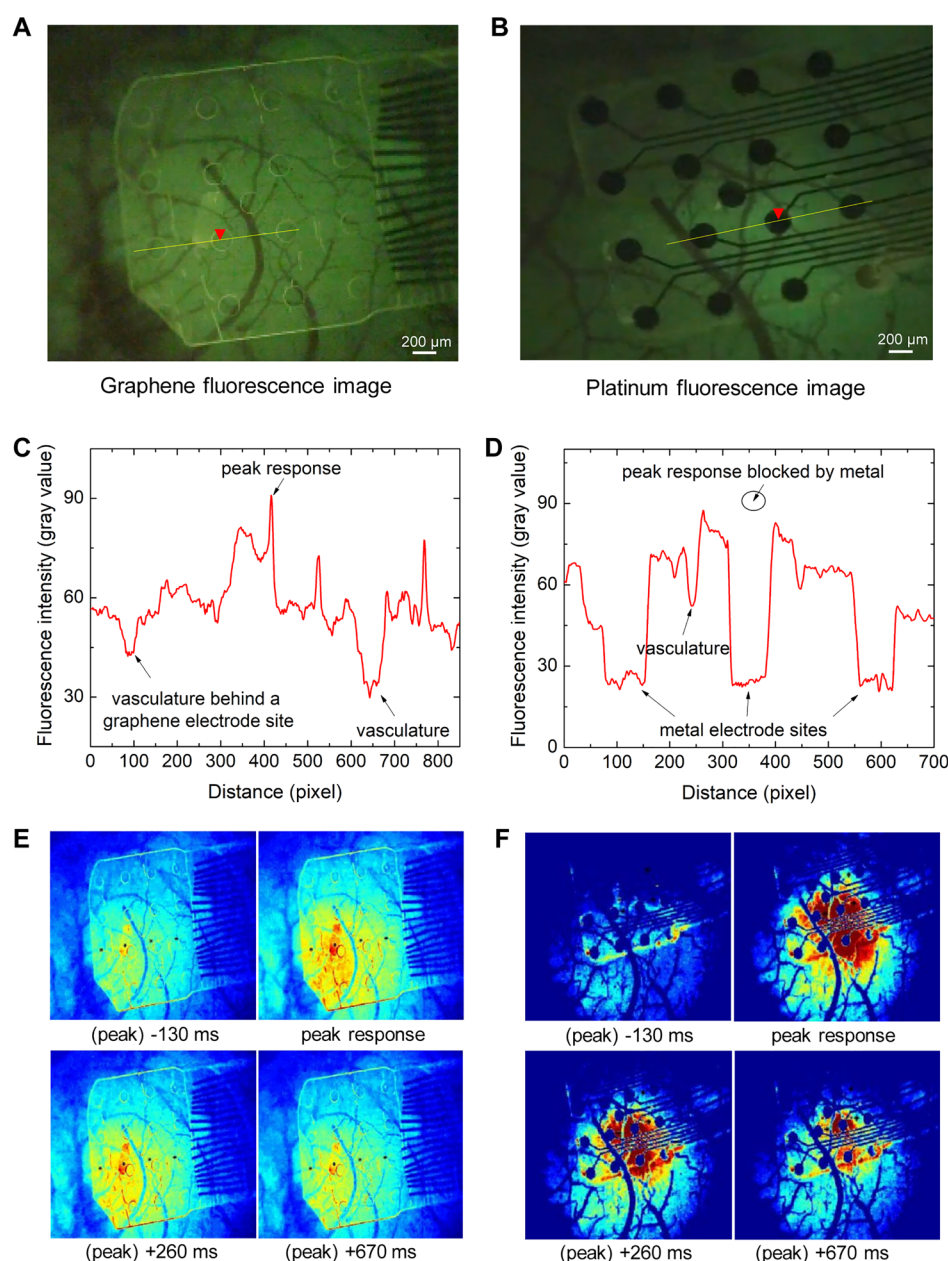 A
B
200 µm
200 µm
Graphene fluorescence image
Platinum fluorescence image
C
Fluorescence intensity (gray value)
90
60
30
peak response
vasculature behind a
graphene electrode site
vasculature
0 100 200 300 400 500 600 700 800
Distance (pixel)
D
Fluorescence intensity (gray value)
90
60
30
0
peak response blocked by metal
vasculature
metal electrode sites
0 100 200 300 400 500 600 700
Distance (pixel)
E
(peak) -130 ms
peak response
(peak) +260 ms
(peak) +670 ms
F
(peak) -130 ms
peak response
(peak) +260 ms
(peak) +670 ms